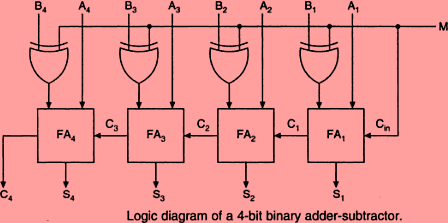 B4 A4 B3 A3 B2 A2 B1 A1
M
FA4 C3 FA3 C2 FA2 C1 FA1 Cin
C4 S4 S3 S2 S1
Logic diagram of a 4-bit binary adder-subtractor.